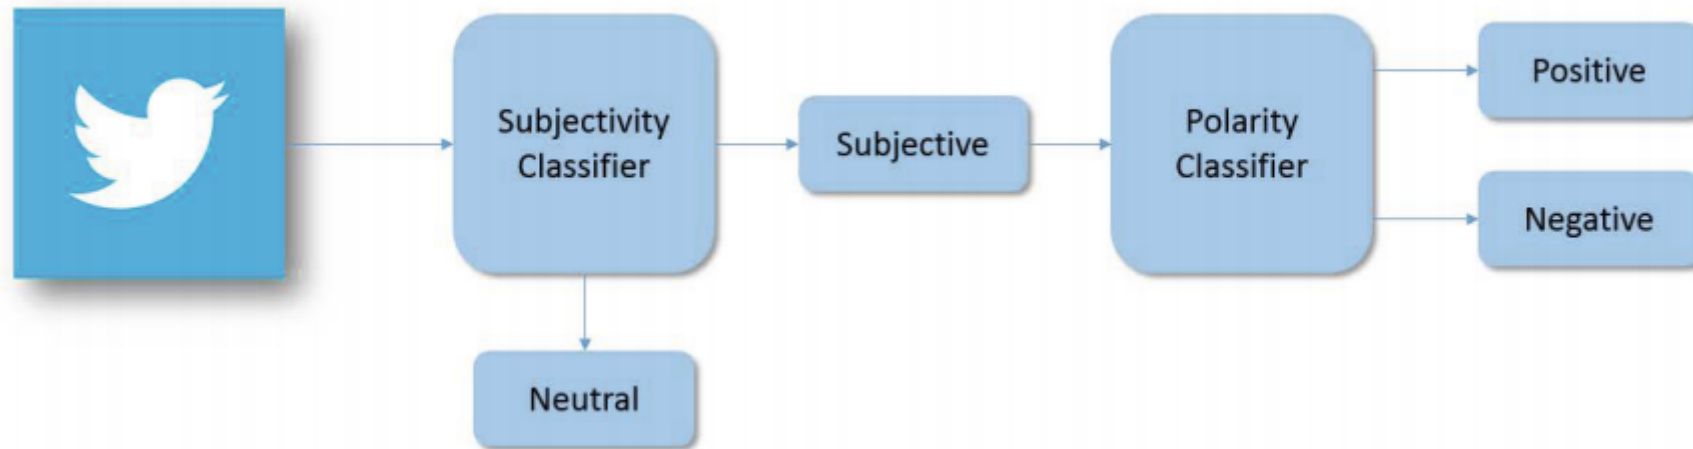 Subjectivity
Classifier
Subjective
Polarity
Classifier
Positive
Negative
Neutral